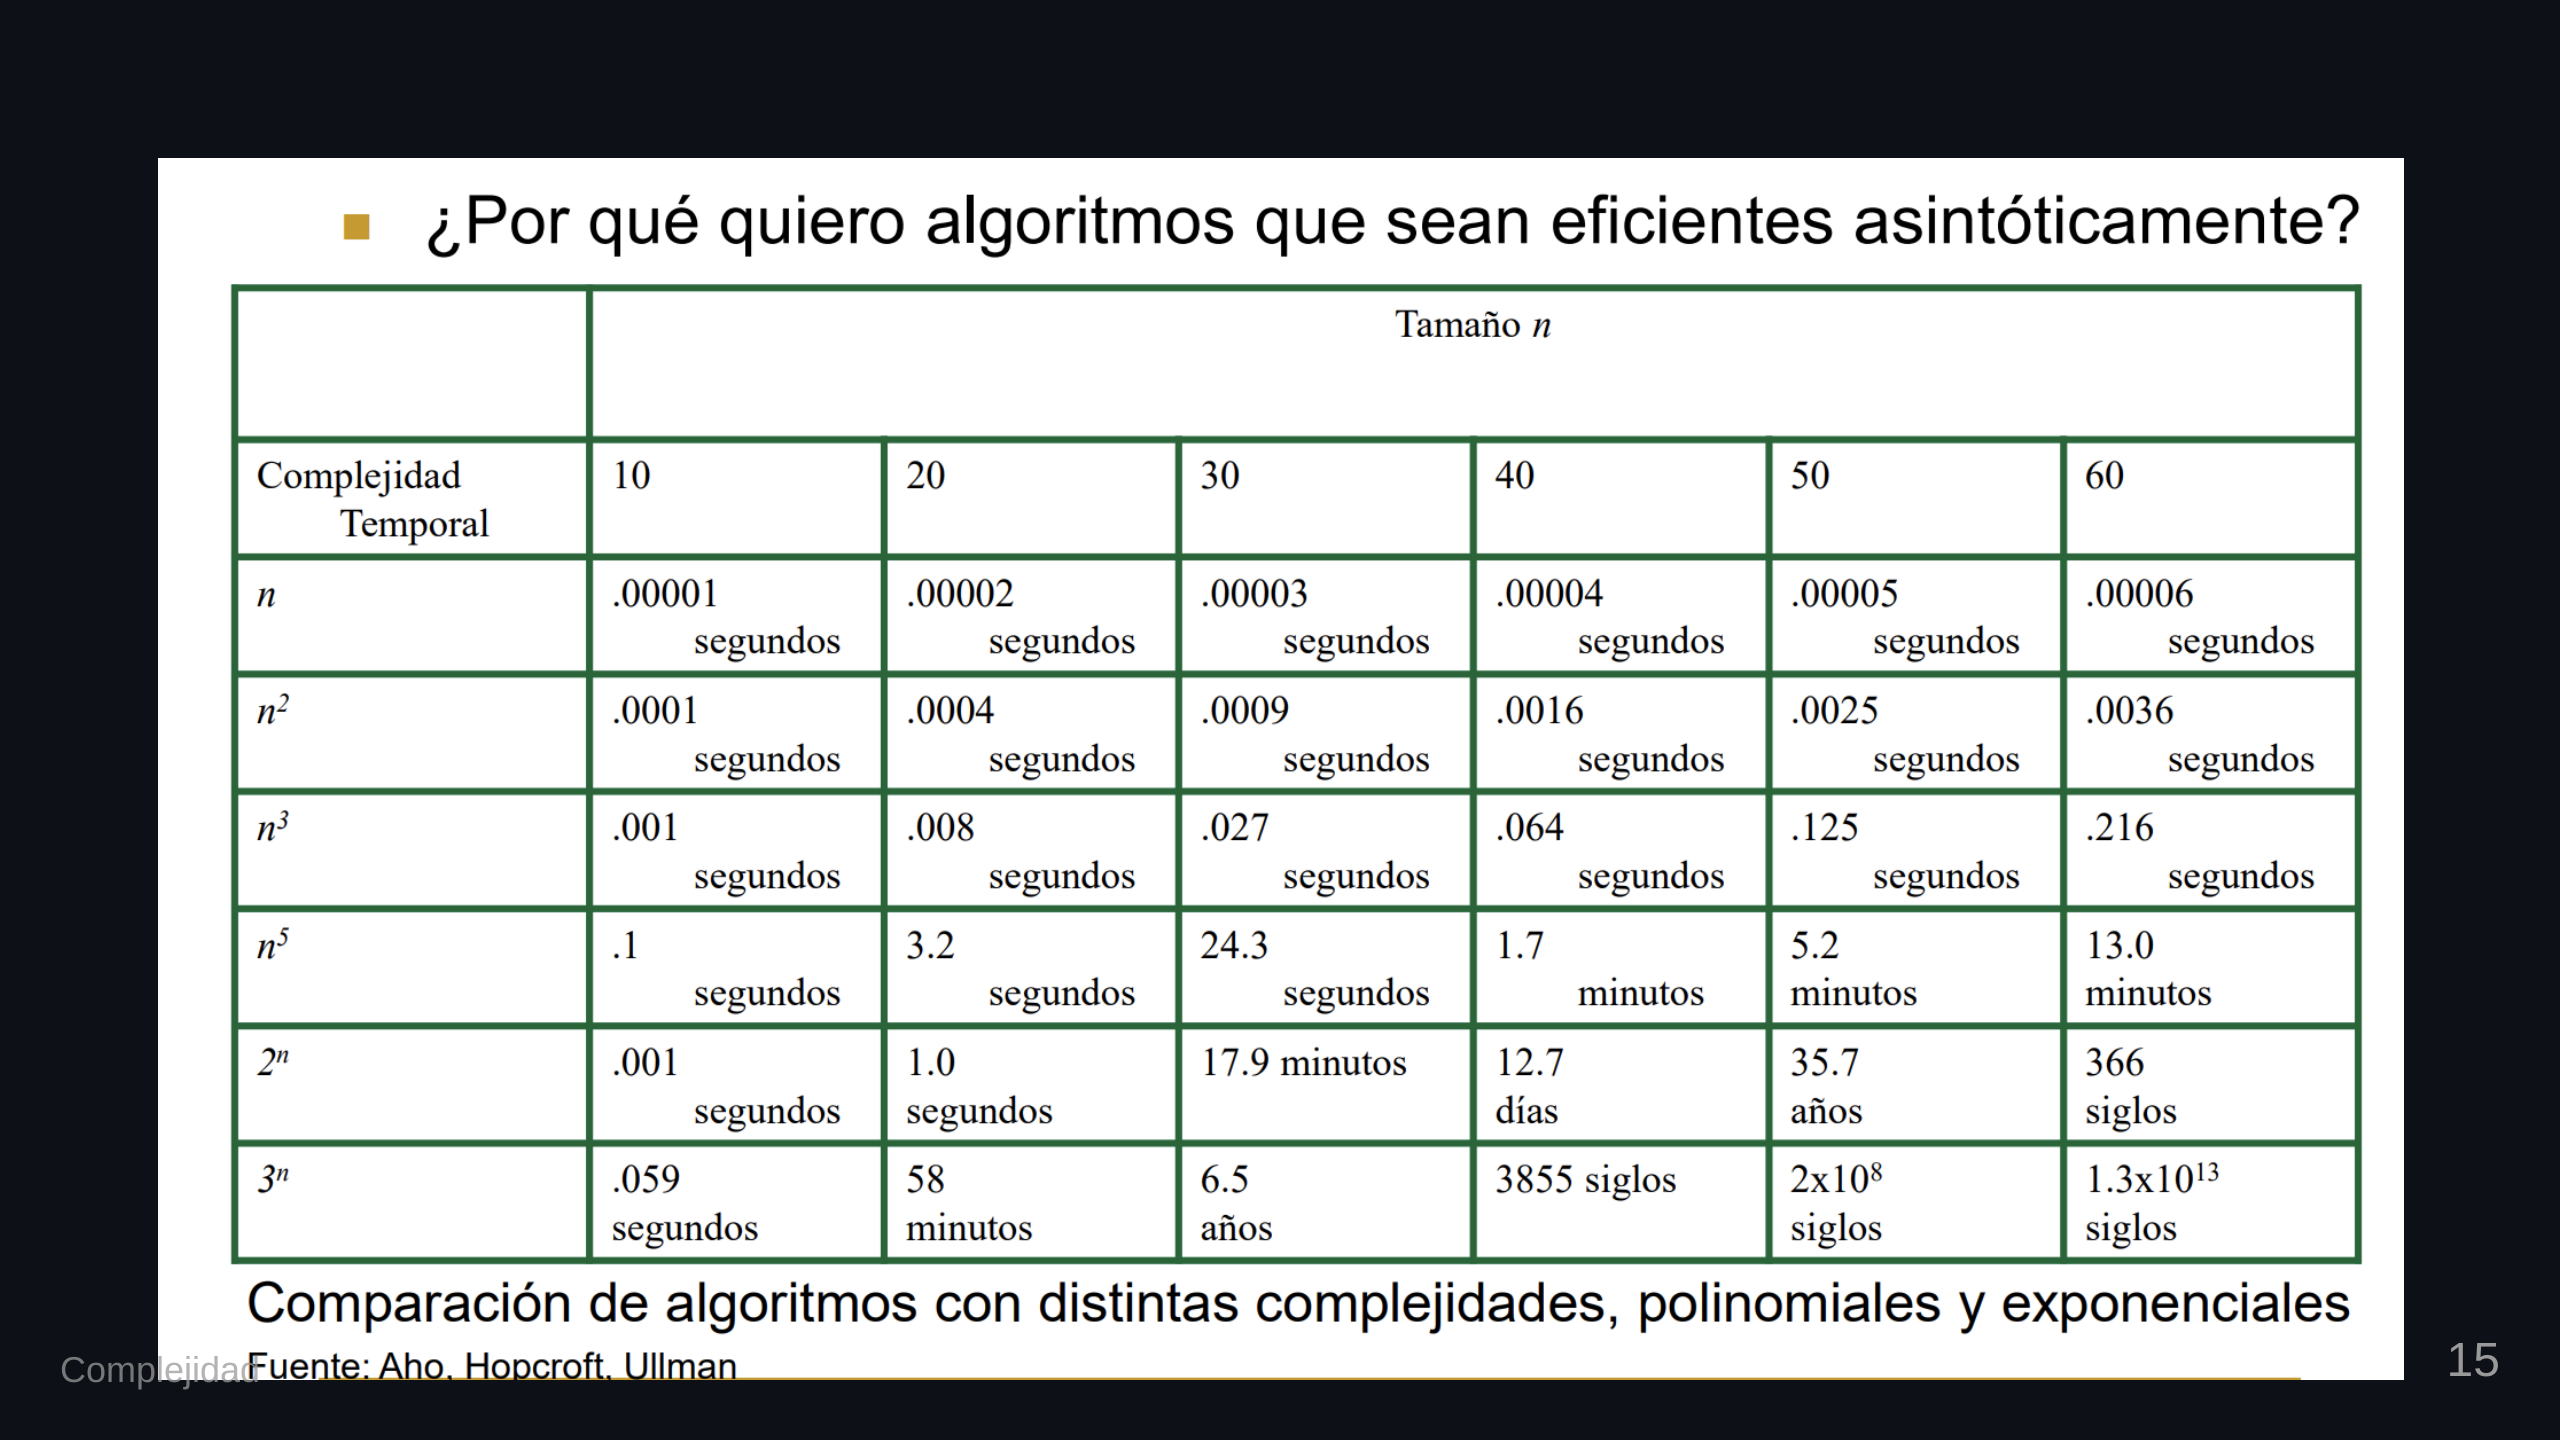 ¿Por qué quiero algoritmos que sean eficientes asintóticamente?
Tamaño n
Complejidad Temporal 10 20 30 40 50 60
n .00001 segundos .00002 segundos .00003 segundos .00004 segundos .00005 segundos .00006 segundos
n² .0001 segundos .0004 segundos .0009 segundos .0016 segundos .0025 segundos .0036 segundos
n³ .001 segundos .008 segundos .027 segundos .064 segundos .125 segundos .216 segundos
n⁵ .1 segundos 3.2 segundos 24.3 segundos 1.7 minutos 5.2 minutos 13.0 minutos
2ⁿ .001 segundos 1.0 segundos 17.9 minutos 12.7 días 35.7 años 366 siglos
3ⁿ .059 segundos 58 minutos 6.5 años 3855 siglos 2x10⁸ siglos 1.3x10¹³ siglos
Comparación de algoritmos con distintas complejidades, polinomiales y exponenciales
Fuente: Aho, Hopcroft, Ullman
Complejidad
15